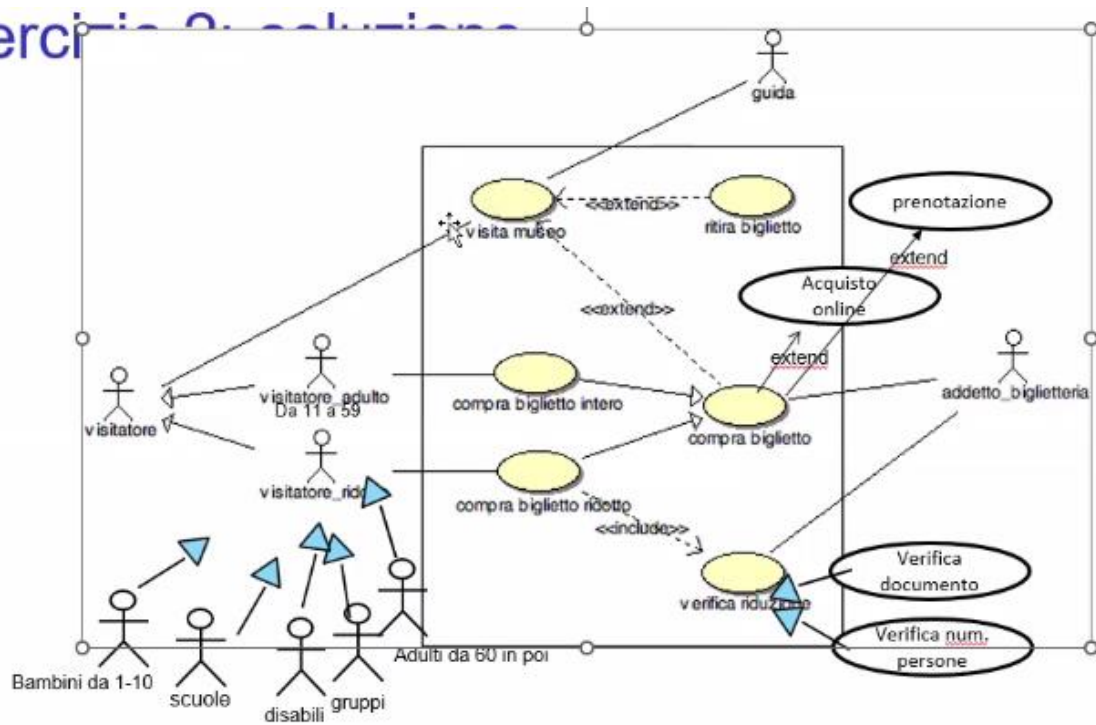 guida
<<extend>>
visita museo
ritira biglietto
prenotazione
extend
Acquisto
online
<<extend>>
extend
visitatore
visitatore_adulto
Da 11 a 59
compra biglietto intero
compra biglietto
addetto_biglietteria
compra biglietto ridotto
<<include>>
verifica riduzione
Verifica
documento
Verifica num.
persone
Bambini da 1-10
scuole
disabili
gruppi
Adulti da 60 in poi